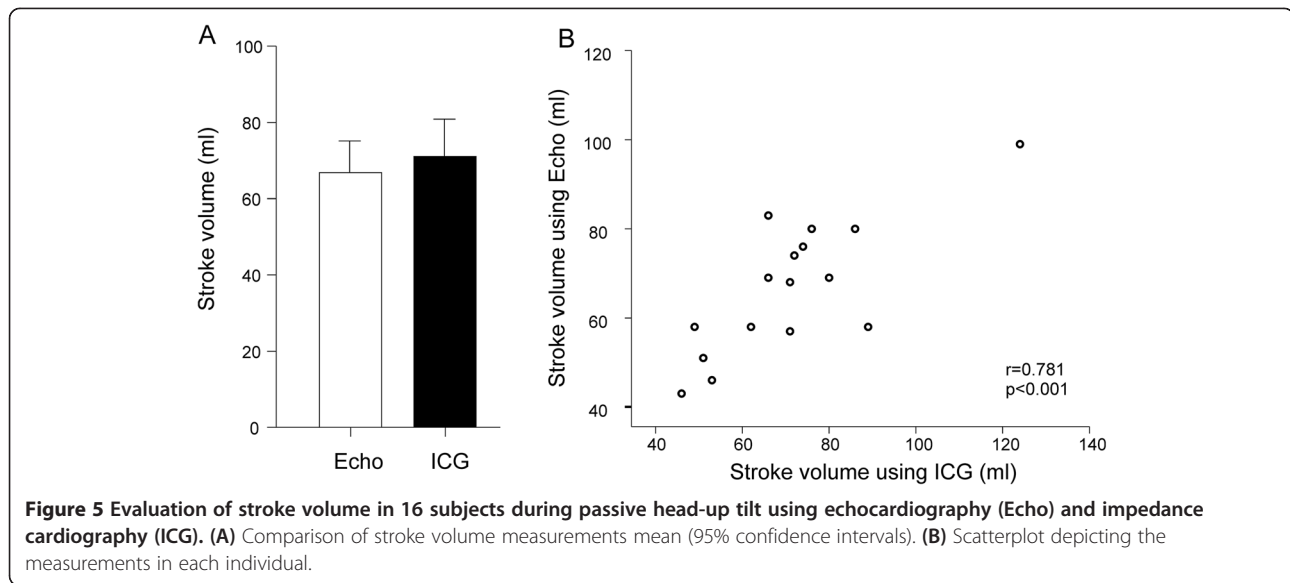 A
100
80
60
40
20
0
Stroke volume (ml)
Echo ICG
B
120
100
80
60
40
Stroke volume using Echo (ml)
r=0.781
p<0.001
40 60 80 100 120 140
Stroke volume using ICG (ml)
Figure 5 Evaluation of stroke volume in 16 subjects during passive head-up tilt using echocardiography (Echo) and impedance
cardiography (ICG). (A) Comparison of stroke volume measurements mean (95% confidence intervals). (B) Scatterplot depicting the
measurements in each individual.